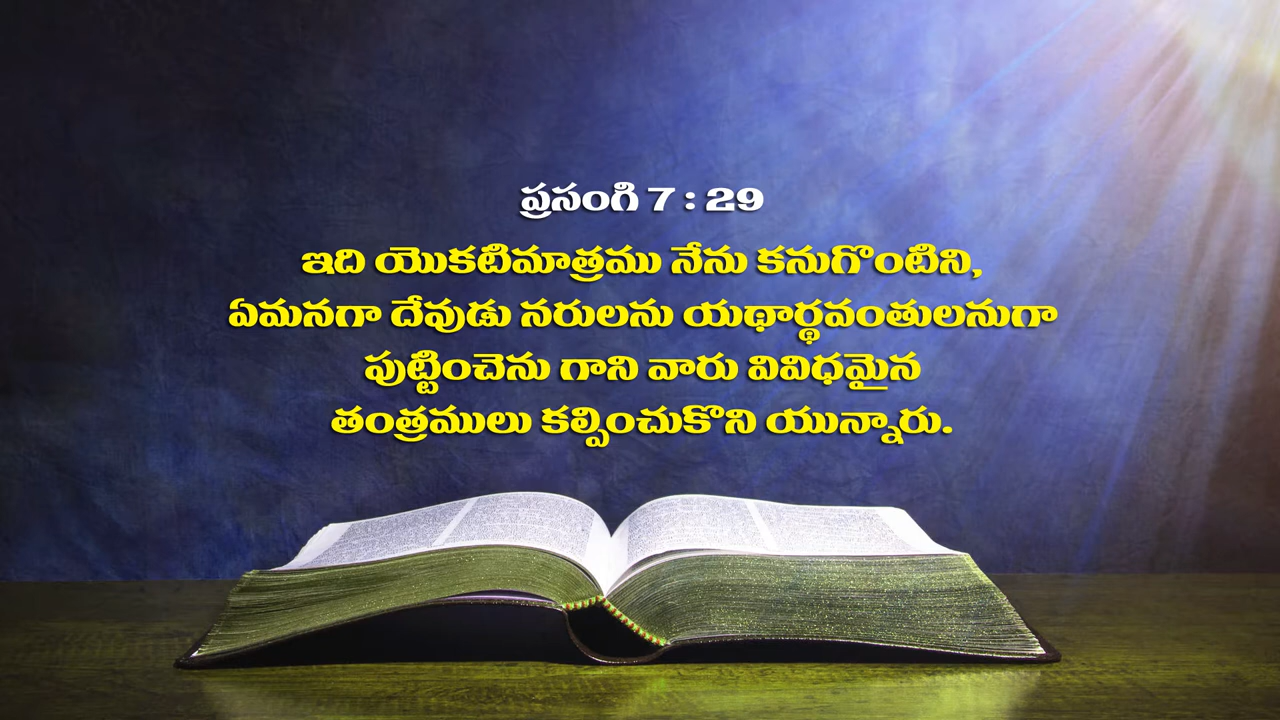 ప్రసంగి 7 : 29
ఇది యొకటిమాత్రము నేను కనుగొంటిని,
ఏమనగా దేవుడు నరులను యథార్థవంతులనుగా
పుట్టించెను గాని వారు వివిధమైన
తంత్రములు కల్పించుకొని యున్నారు.